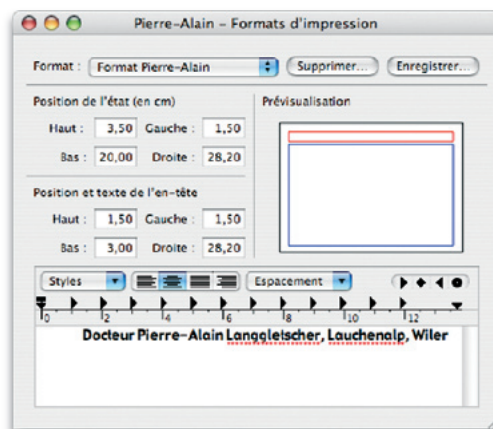 Pierre-Alain – Formats d'impression
Format : Format Pierre-Alain Supprimer... Enregistrer...
Position de l'état (en cm) Prévisualisation
Haut : 3,50 Gauche : 1,50
Bas : 20,00 Droite : 28,20
Position et texte de l'en-tête
Haut : 1,50 Gauche : 1,50
Bas : 3,00 Droite : 28,20
Styles Espacement
0 2 4 6 8 10 12
Docteur Pierre-Alain Langgletscher, Lauchenalp, Wiler